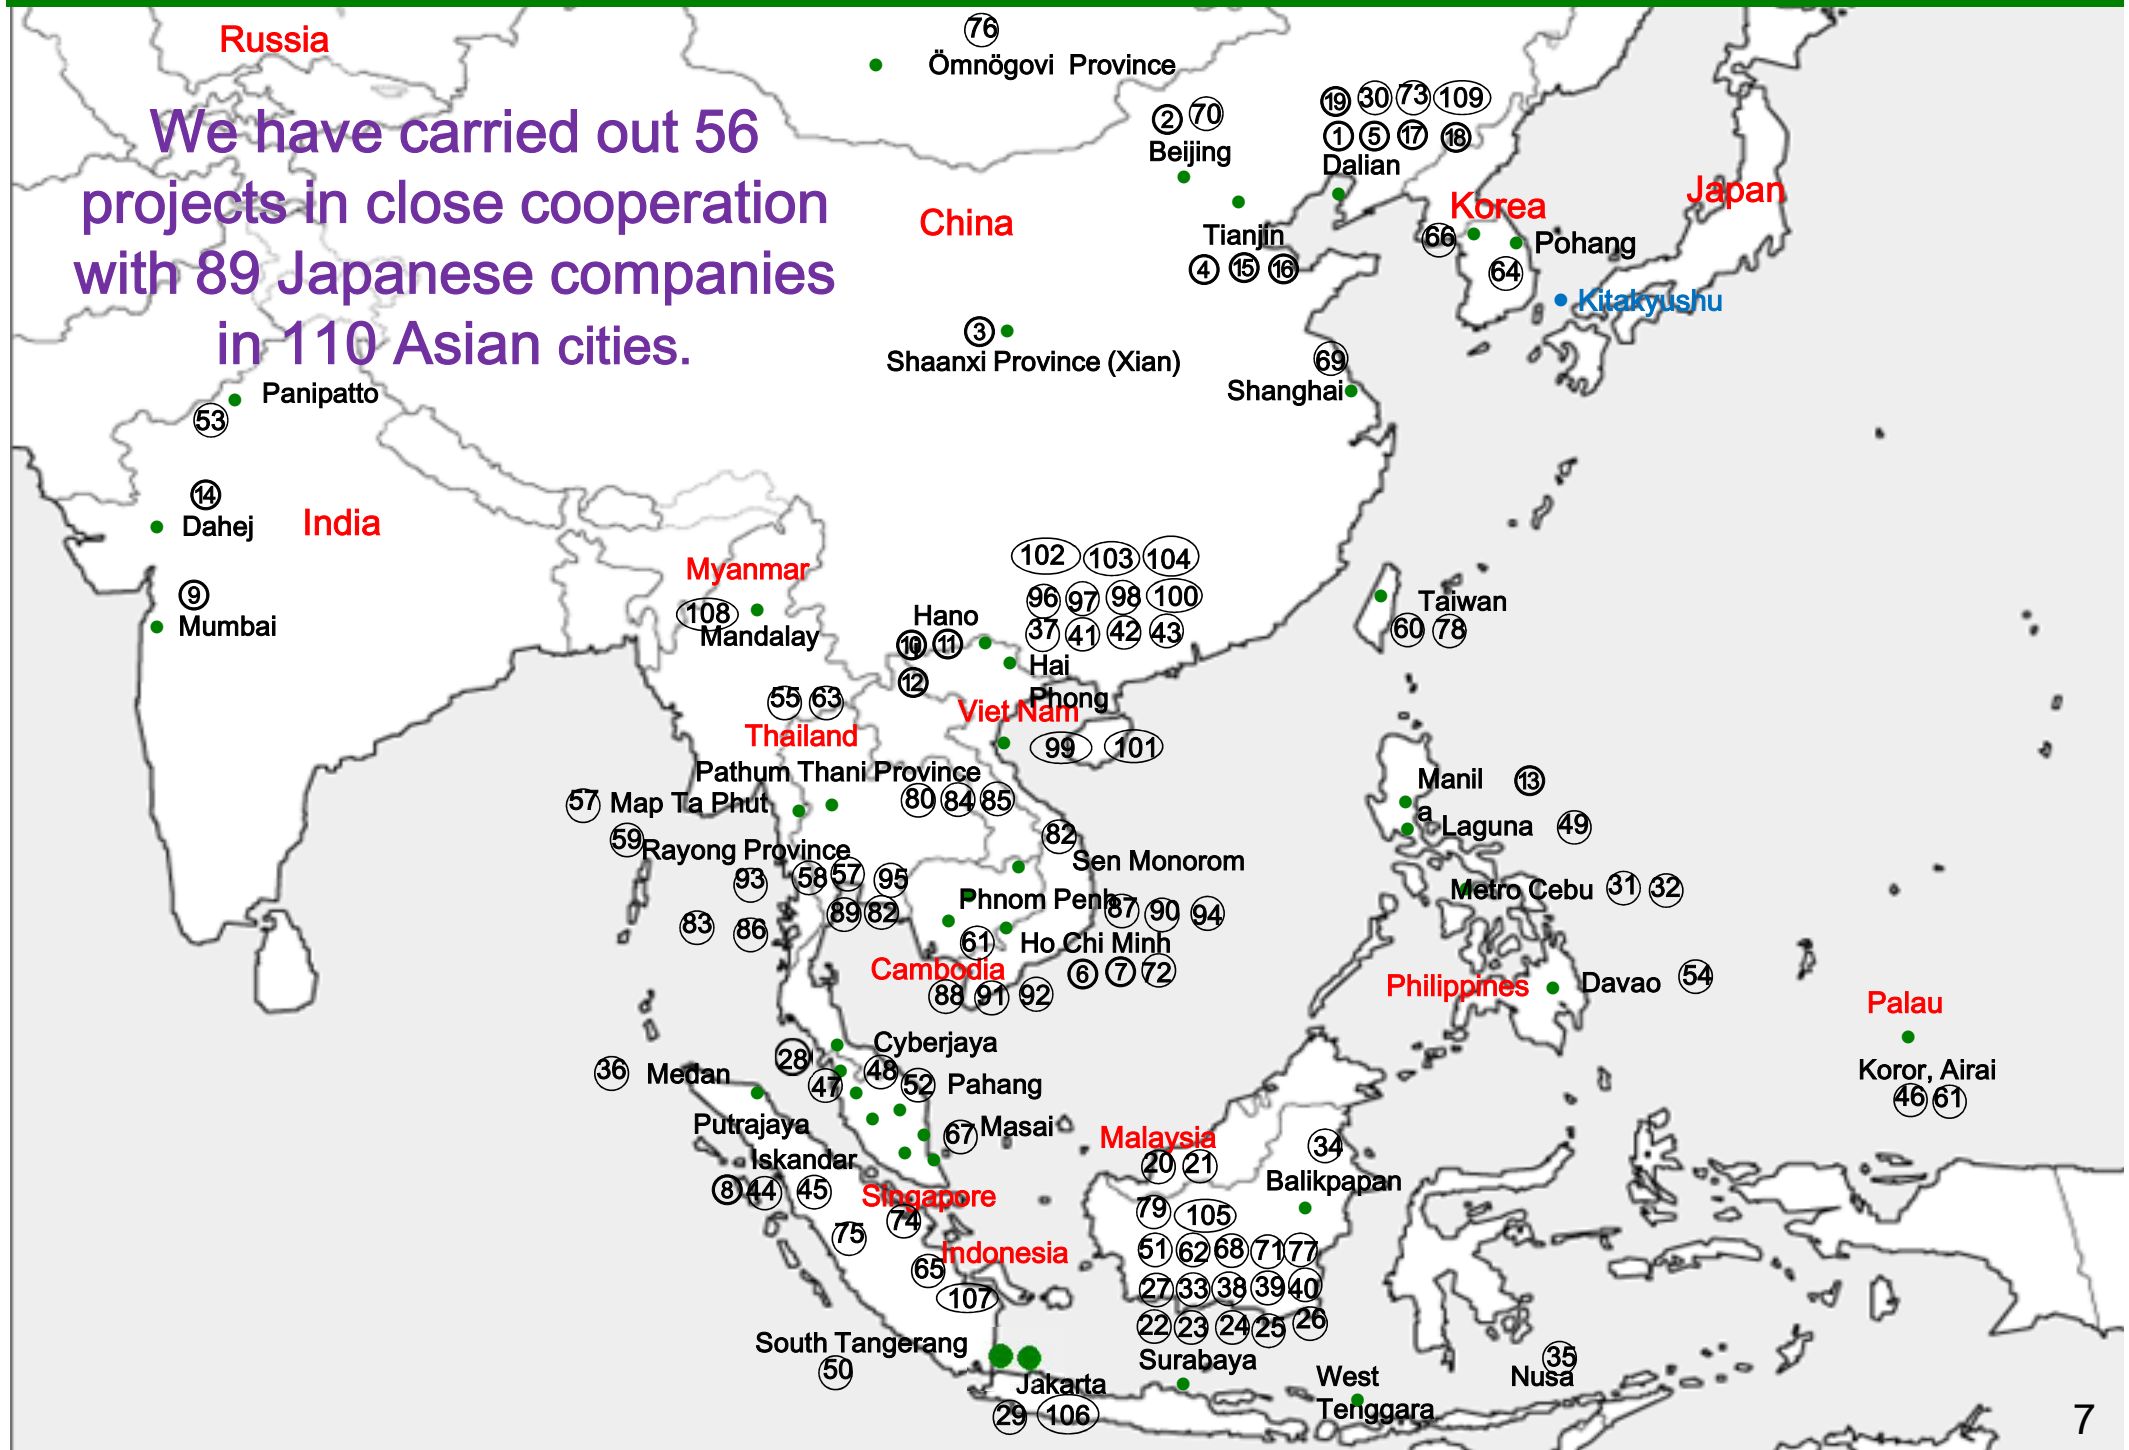 Russia
76
Ömnögovi Province
We have carried out 56
projects in close cooperation
with 89 Japanese companies
in 110 Asian cities.
19 30 73 109
2 70
1 5 17 18
Beijing
Dalian
Japan
Korea
China
Tianjin
66
Pohang
4 15 16
64
Kitakyushu
3
Shaanxi Province (Xian)
69
Shanghai
Panipatto
53
14
Dahej
India
9
Mumbai
Myanmar
108
Mandalay
102 103 104
96 97 98 100
37 41 42 43
Hano
10 11
12
Hai
Phong
Viet Nam
99 101
Taiwan
60 78
55 63
Thailand
Pathum Thani Province
80 84 85
57 Map Ta Phut
59
Rayong Province
93 58 57 95
89 82
83 86
82
Sen Monorom
Phnom Penh
87 90 94
61
Ho Chi Minh
6 7 72
Cambodia
88 91 92
Manil
a
13
Laguna 49
Metro Cebu 31 32
Philippines
Davao 54
Palau
Koror, Airai
46 61
28
Cyberjaya
36 Medan
47 48 52 Pahang
Putrajaya
67 Masai
Iskandar
8 44 45
Singapore
74
75
Indonesia
65
107
Malaysia
20 21
34
Balikpapan
79 105
51 62 68 71 77
27 33 38 39 40
22 23 24 25 26
Surabaya
South Tangerang
50
Jakarta
29 106
West
Tenggara
35
Nusa
7